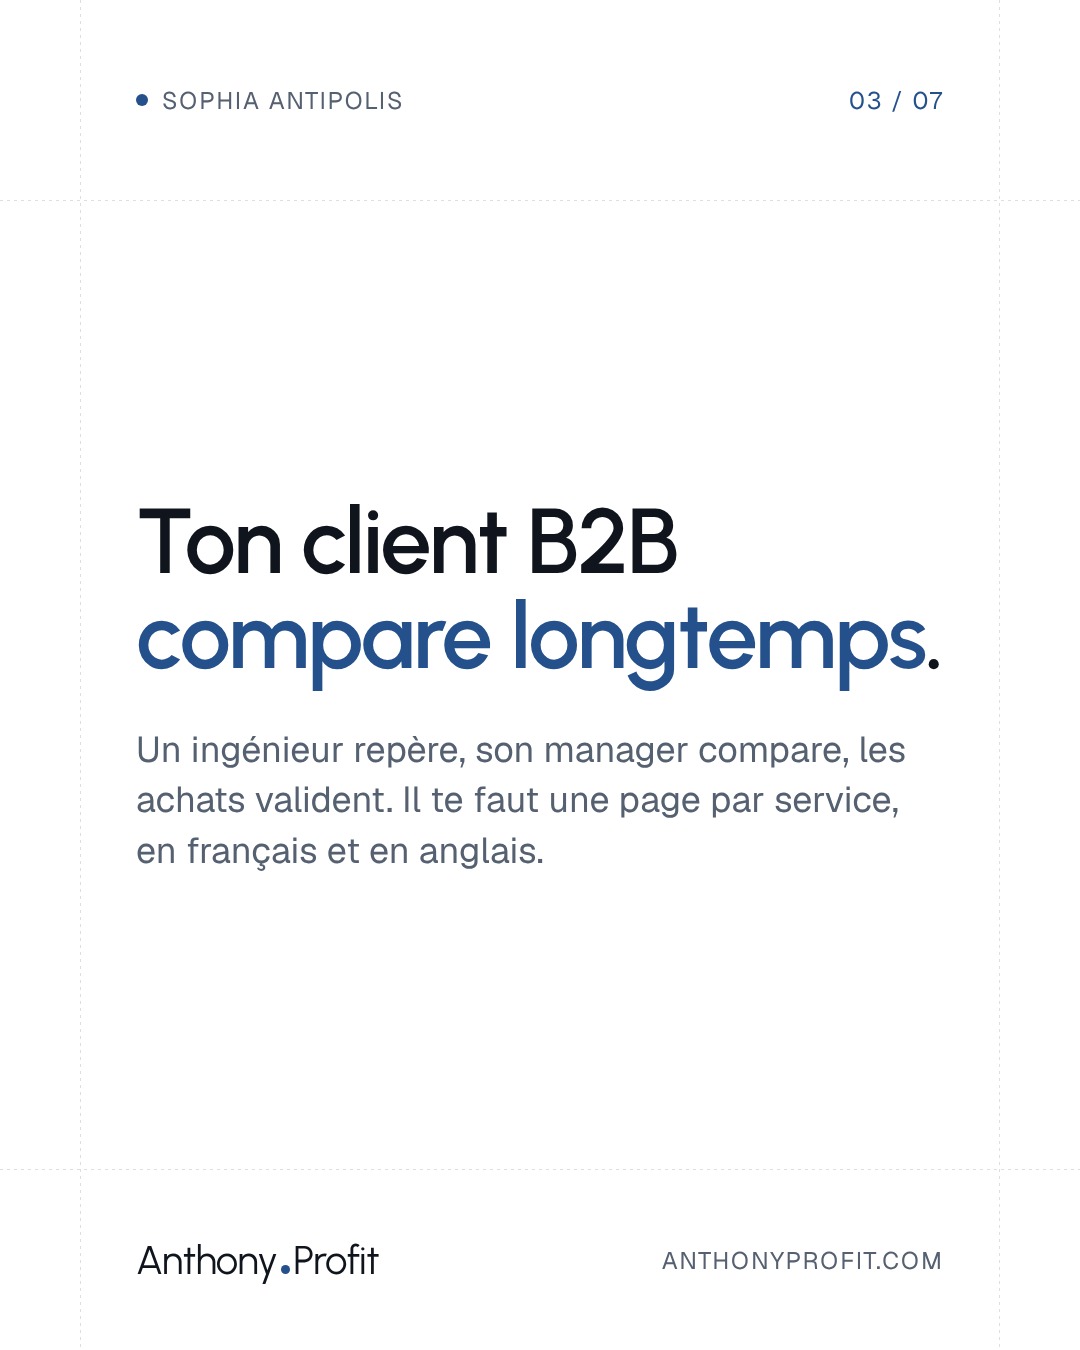 SOPHIA ANTIPOLIS
03 / 07
Ton client B2B
compare longtemps.
Un ingénieur repère, son manager compare, les
achats valident. Il te faut une page par service,
en français et en anglais.
Anthony.Profit
ANTHONYPROFIT.COM